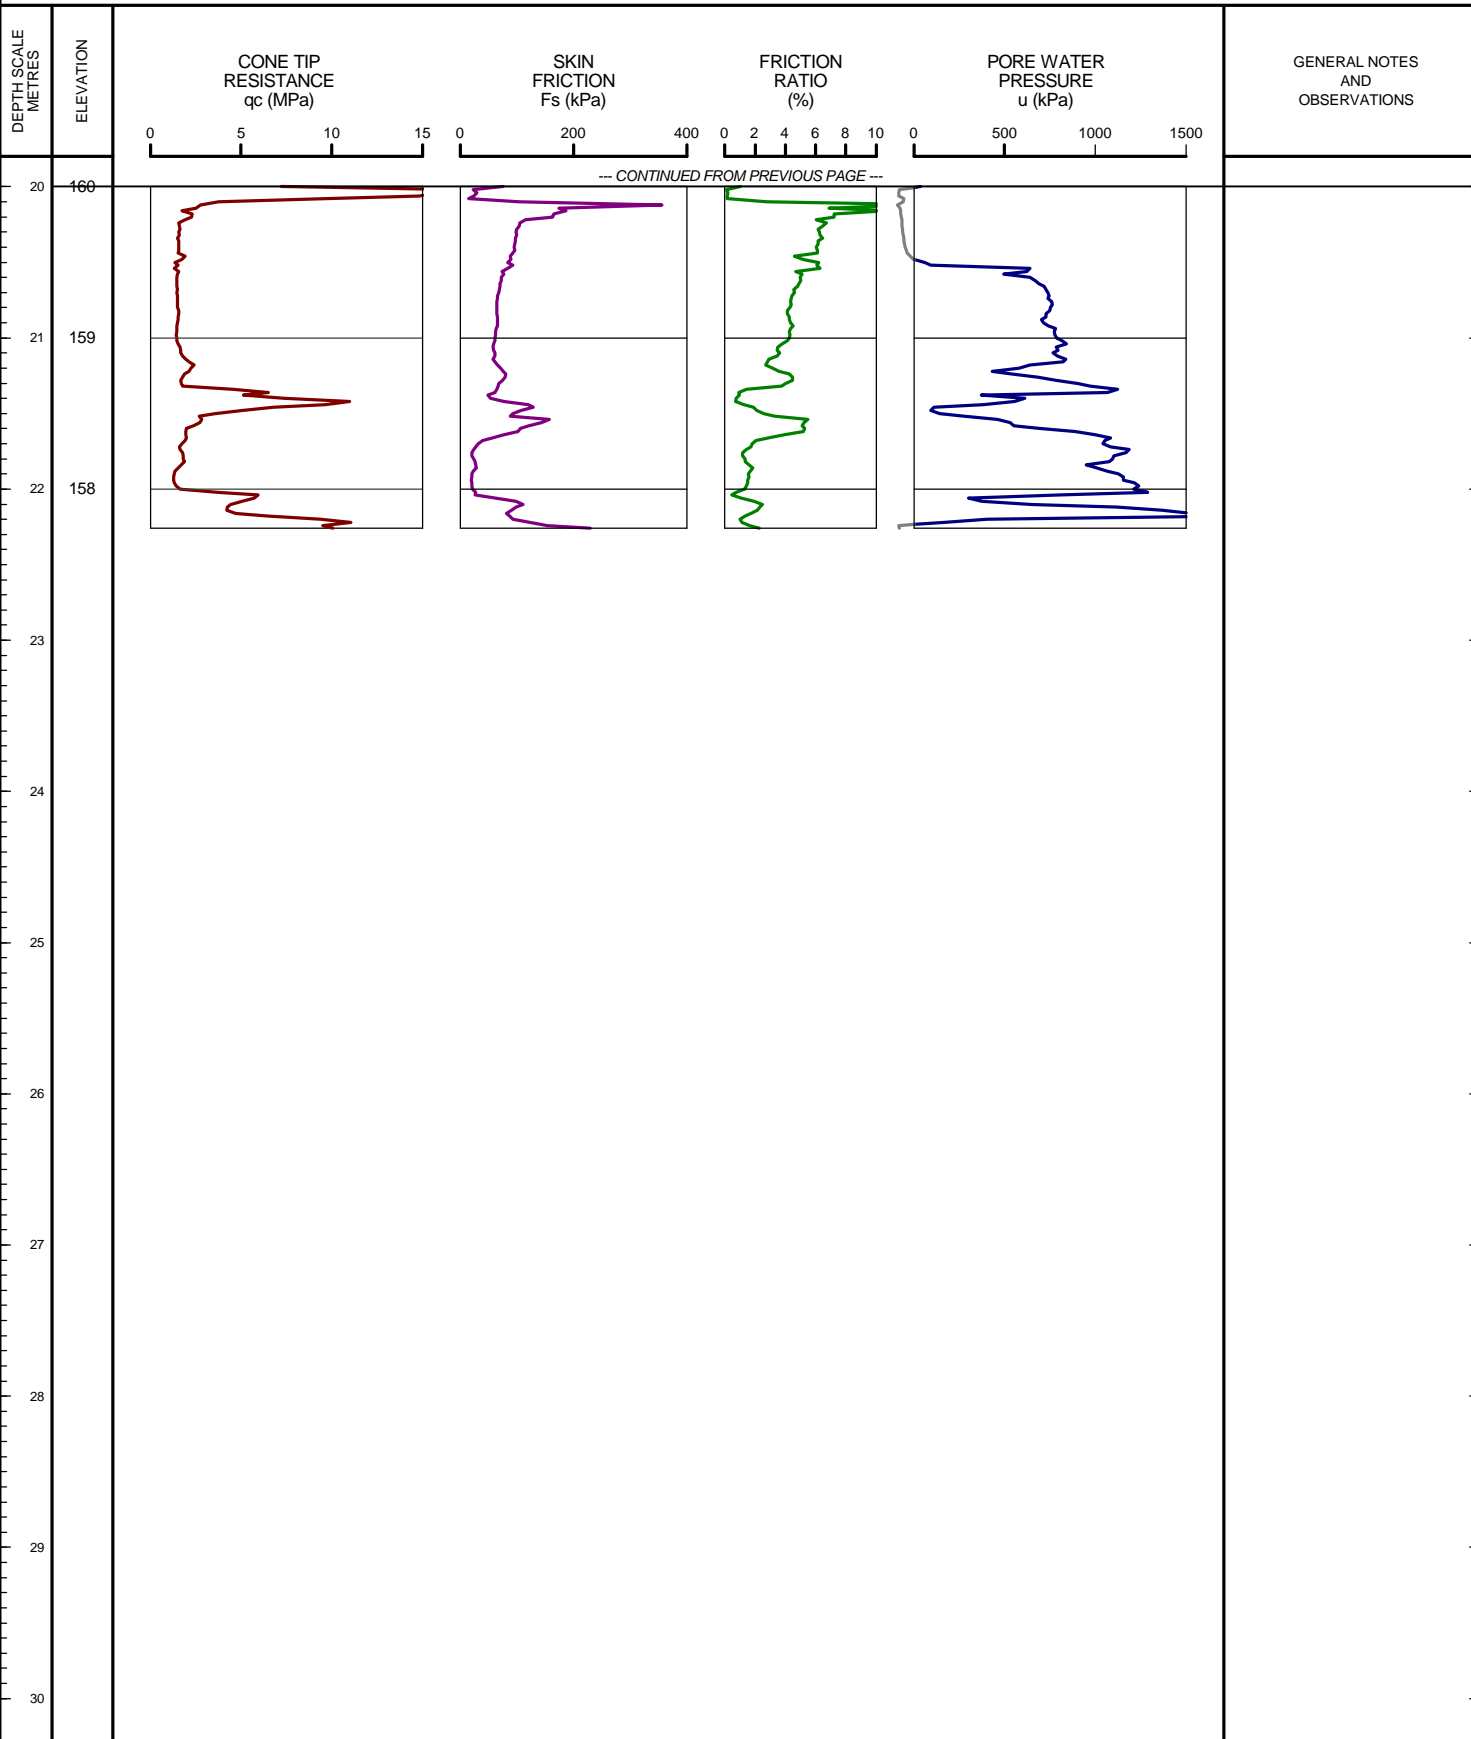 DEPTH SCALE
METRES
ELEVATION
CONE TIP
RESISTANCE
qc (MPa)
SKIN
FRICTION
Fs (kPa)
FRICTION
RATIO
(%)
PORE WATER
PRESSURE
u (kPa)
GENERAL NOTES
AND
OBSERVATIONS
0 5 10 15
0 200 400
0 2 4 6 8 10
0 500 1000 1500
--- CONTINUED FROM PREVIOUS PAGE ---
20 160
21 159
22 158
23
24
25
26
27
28
29
30